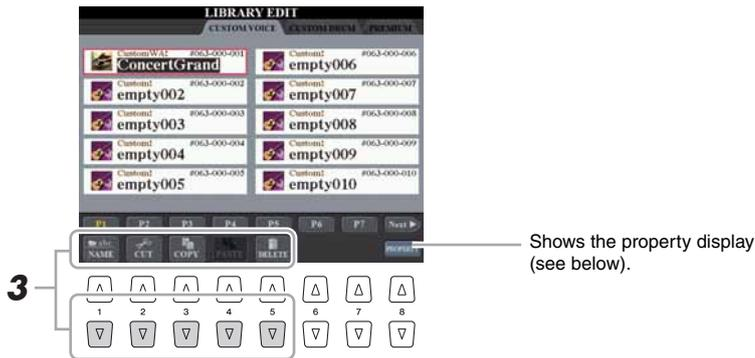 LIBRARY EDIT
CUSTOM VOICE CUSTOM DRUM PREMIUM
CustomWA! #063-000-001
ConcertGrand
Custom! #063-000-006
empty006
Custom! #063-000-002
empty002
Custom! #063-000-007
empty007
Custom! #063-000-003
empty003
Custom! #063-000-008
empty008
Custom! #063-000-004
empty004
Custom! #063-000-009
empty009
Custom! #063-000-005
empty005
Custom! #063-000-010
empty010
P1 P2 P3 P4 P5 P6 P7 Next
abc
NAME CUT COPY PASTE DELETE PROPERTY
Shows the property display
(see below).
3
1 2 3 4 5 6 7 8